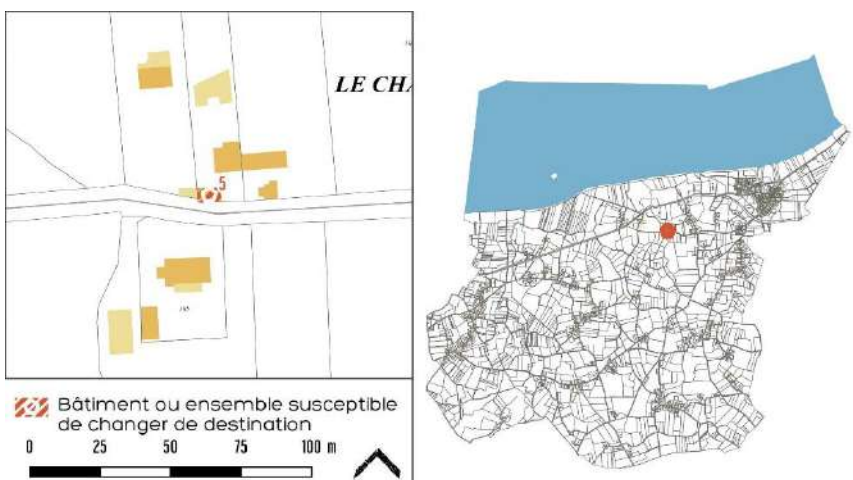 LE CHA
5
Bâtiment ou ensemble susceptible
de changer de destination
0 25 50 75 100 m